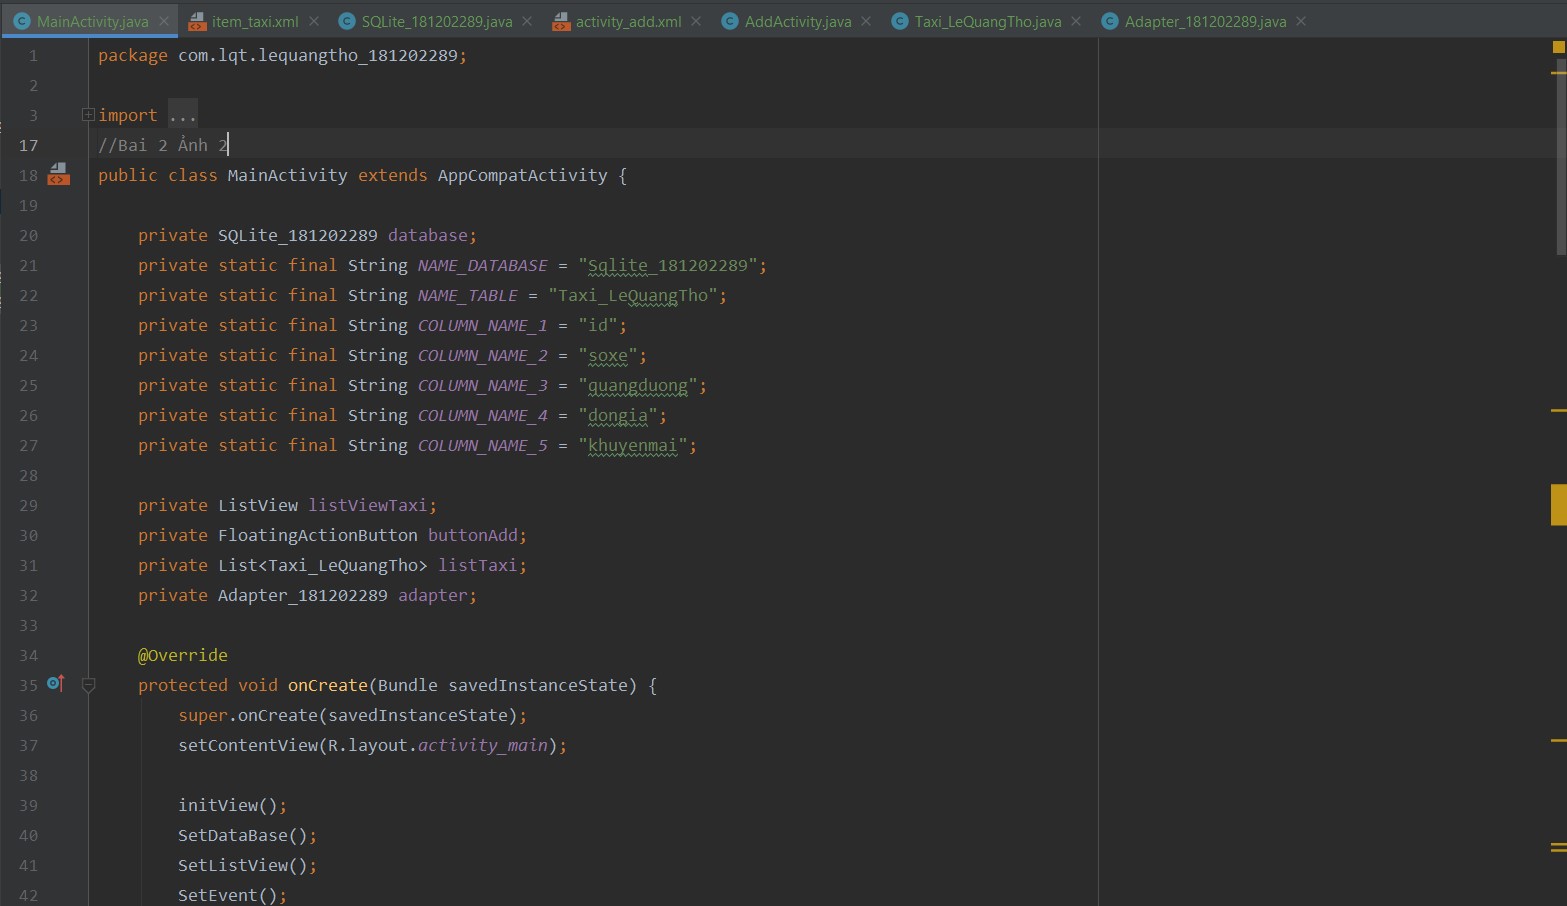 MainActivity.java item_taxi.xml SQLite_181202289.java activity_add.xml AddActivity.java Taxi_LeQuangTho.java Adapter_181202289.java
1 package com.lqt.lequangtho_181202289;
2
3 import ...
17 //Bai 2 Ảnh 2
18 public class MainActivity extends AppCompatActivity {
19
20 private SQLite_181202289 database;
21 private static final String NAME_DATABASE = "Sqlite_181202289";
22 private static final String NAME_TABLE = "Taxi_LeQuangTho";
23 private static final String COLUMN_NAME_1 = "id";
24 private static final String COLUMN_NAME_2 = "soxe";
25 private static final String COLUMN_NAME_3 = "quangduong";
26 private static final String COLUMN_NAME_4 = "dongia";
27 private static final String COLUMN_NAME_5 = "khuyenmai";
28
29 private ListView listViewTaxi;
30 private FloatingActionButton buttonAdd;
31 private List<Taxi_LeQuangTho> listTaxi;
32 private Adapter_181202289 adapter;
33
34 @Override
35 protected void onCreate(Bundle savedInstanceState) {
36 super.onCreate(savedInstanceState);
37 setContentView(R.layout.activity_main);
38
39 initView();
40 SetDataBase();
41 SetListView();
42 SetEvent();